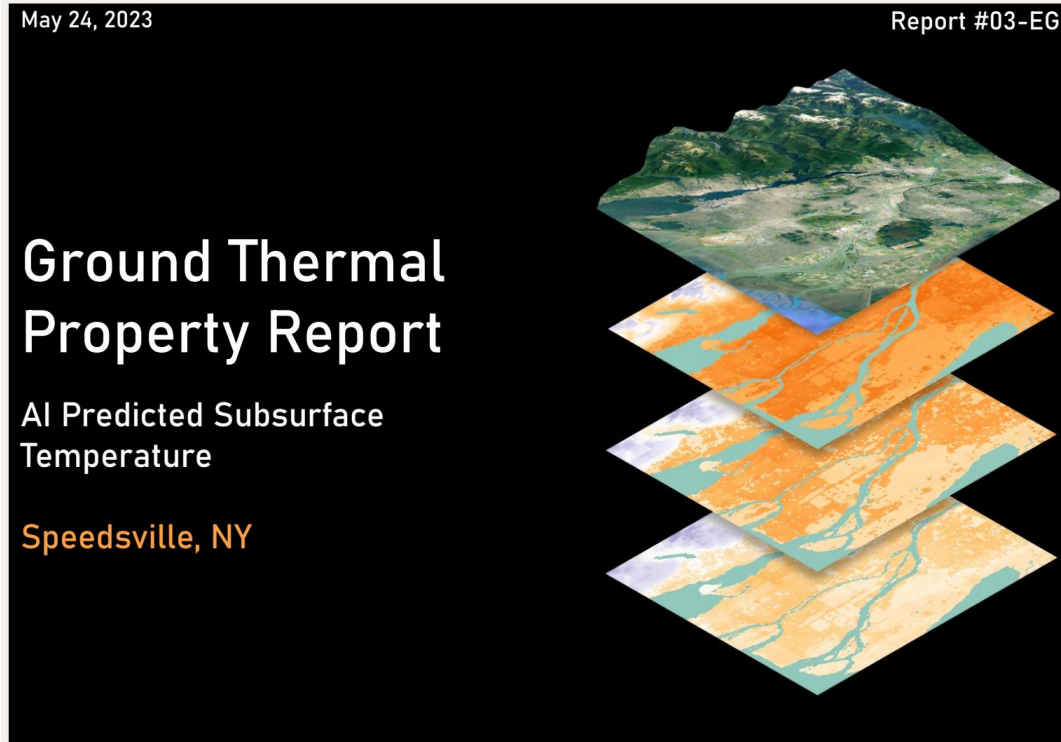 May 24, 2023
Report #03-EG
Ground Thermal
Property Report
AI Predicted Subsurface
Temperature
Speedsville, NY